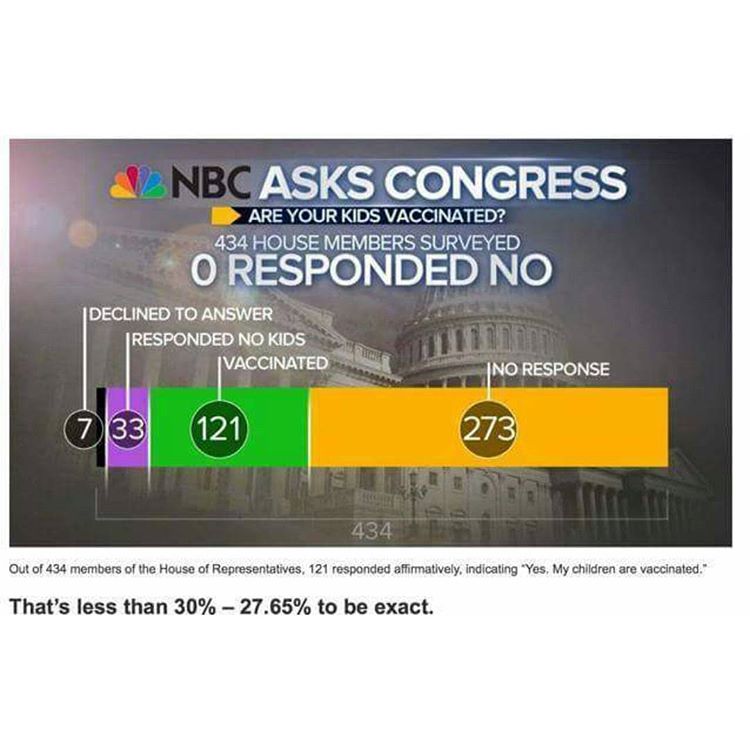 NBC ASKS CONGRESS
ARE YOUR KIDS VACCINATED?
434 HOUSE MEMBERS SURVEYED
0 RESPONDED NO
DECLINED TO ANSWER
RESPONDED NO KIDS
VACCINATED
NO RESPONSE
7 33 121 273
434
Out of 434 members of the House of Representatives, 121 responded affirmatively, indicating "Yes. My children are vaccinated."
That's less than 30% – 27.65% to be exact.